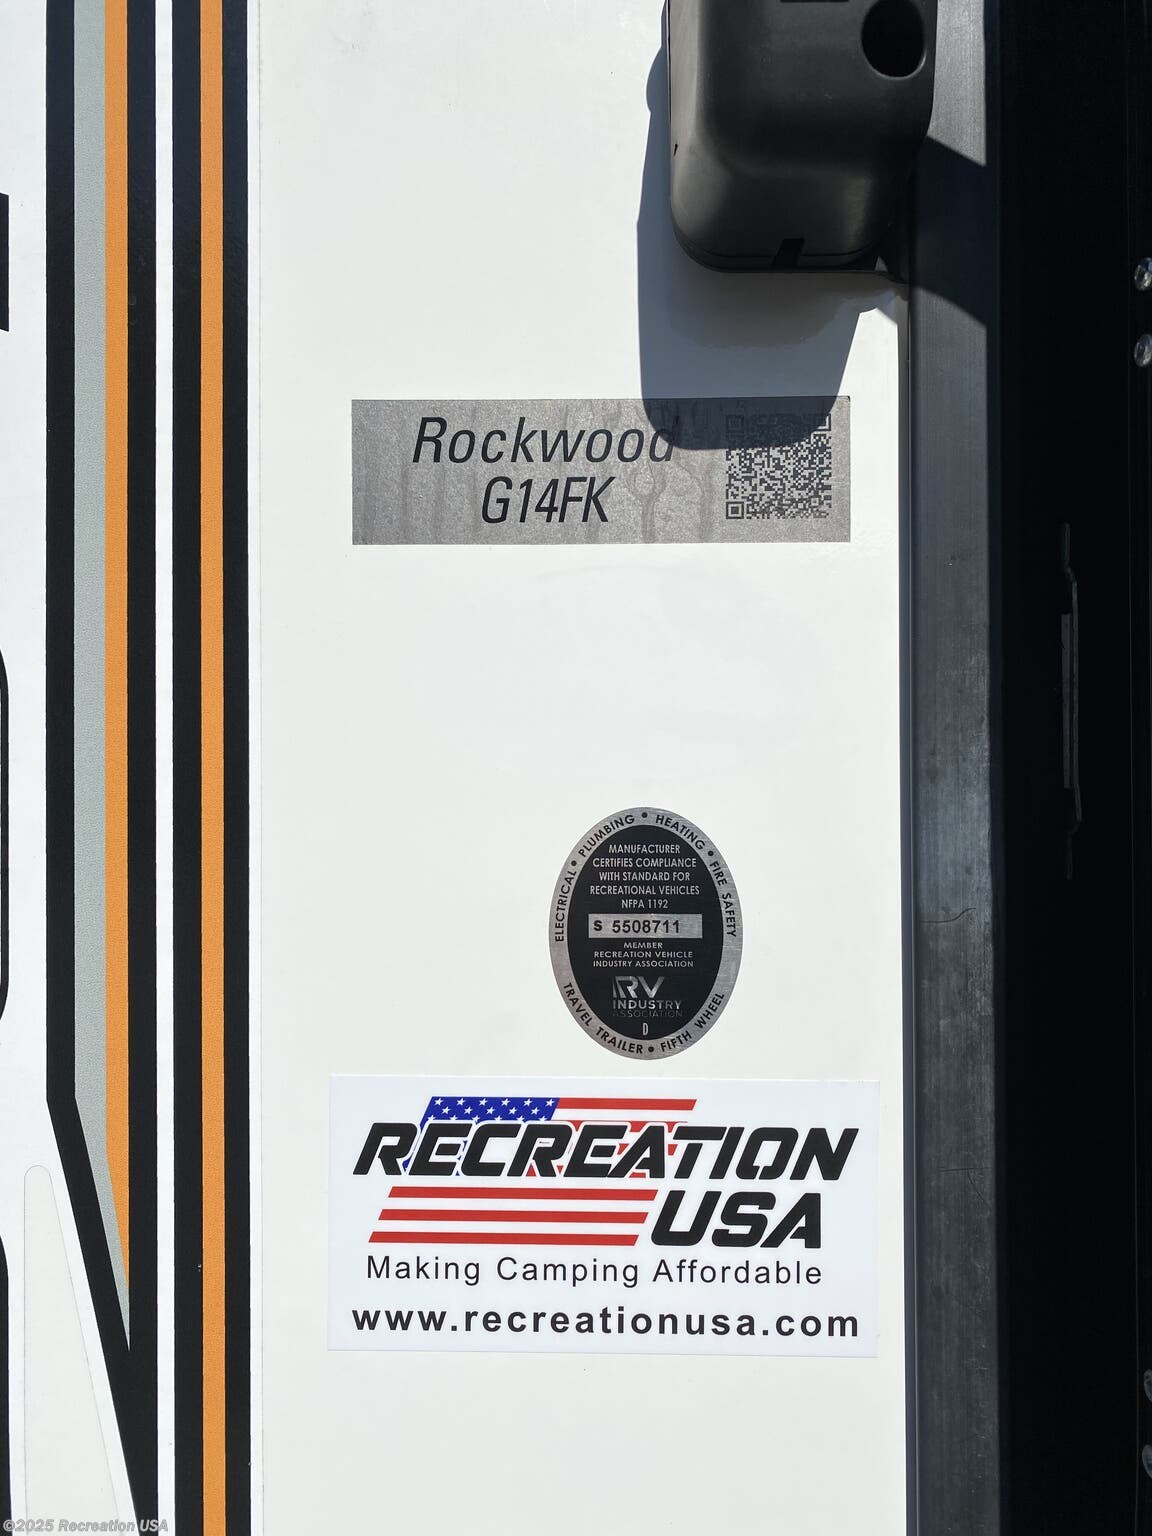 Rockwood
G14FK
ELECTRICAL • PLUMBING • HEATING • FIRE SAFETY
MANUFACTURER
CERTIFIES COMPLIANCE
WITH STANDARD FOR
RECREATIONAL VEHICLES
NFPA 1192
S 5508711
MEMBER
RECREATION VEHICLE
INDUSTRY ASSOCIATION
RV
INDUSTRY
ASSOCIATION
D
TRAVEL TRAILER • FIFTH WHEEL
RECREATION
USA
Making Camping Affordable
www.recreationusa.com
©2025 Recreation USA